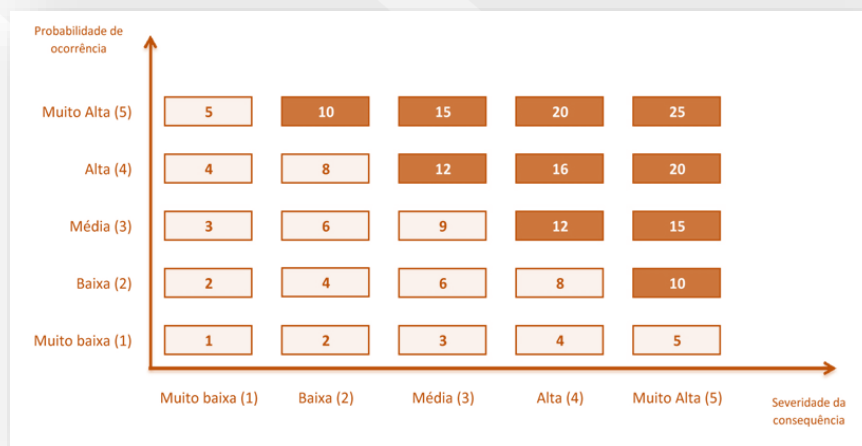 Probabilidade de
ocorrência
Muito Alta (5) 5 10 15 20 25
Alta (4) 4 8 12 16 20
Média (3) 3 6 9 12 15
Baixa (2) 2 4 6 8 10
Muito baixa (1) 1 2 3 4 5
Muito baixa (1) Baixa (2) Média (3) Alta (4) Muito Alta (5)
Severidade da
consequência